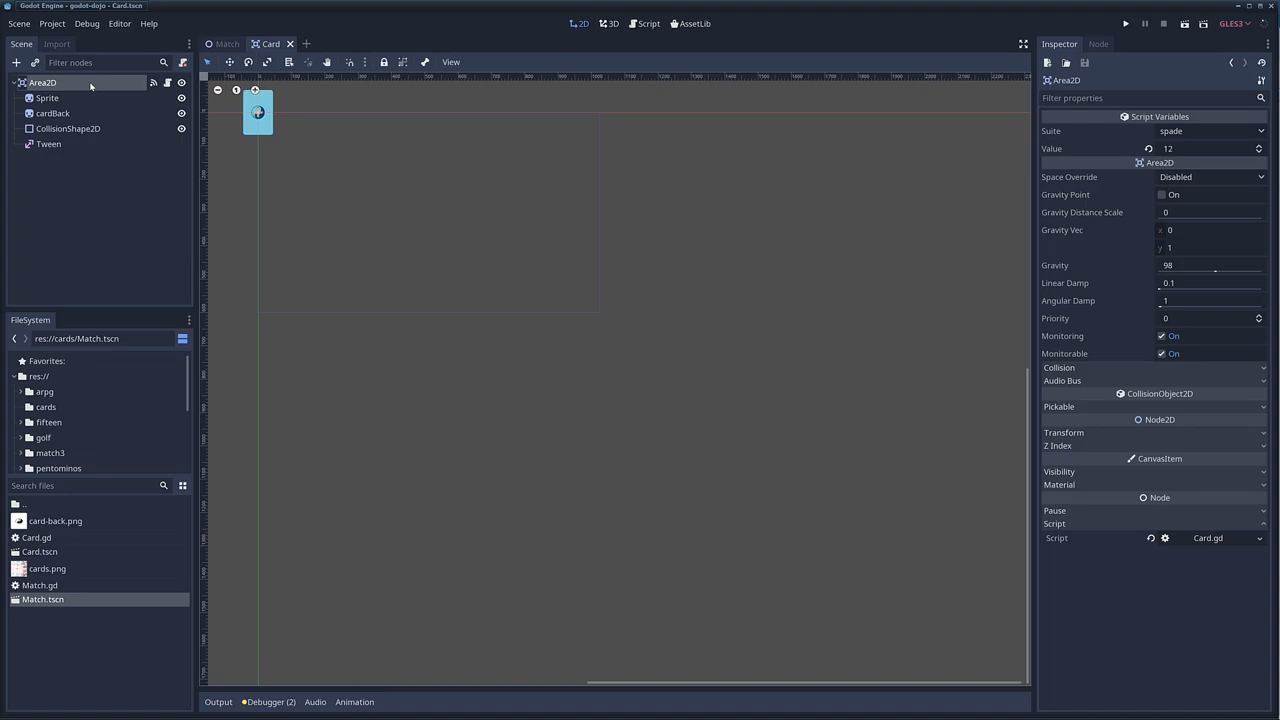 Godot Engine - godot-dojo - Card.tscn
Scene Project Debug Editor Help
2D 3D Script AssetLib
GLES3
Scene Import
Filter nodes
Area2D
Sprite
cardBack
CollisionShape2D
Tween
FileSystem
res://cards/Match.tscn
Favorites:
res://
arpg
cards
fifteen
golf
match3
pentominos
Search files
..
card-back.png
Card.gd
Card.tscn
cards.png
Match.gd
Match.tscn
Match Card
View
Output Debugger (2) Audio Animation
Inspector Node
Area2D
Filter properties
Script Variables
Suite spade
Value 12
Area2D
Space Override Disabled
Gravity Point On
Gravity Distance Scale 0
Gravity Vec x 0
y 1
Gravity 98
Linear Damp 0.1
Angular Damp 1
Priority 0
Monitoring On
Monitorable On
Collision
Audio Bus
CollisionObject2D
Pickable
Node2D
Transform
Z Index
CanvasItem
Visibility
Material
Node
Pause
Script
Script Card.gd